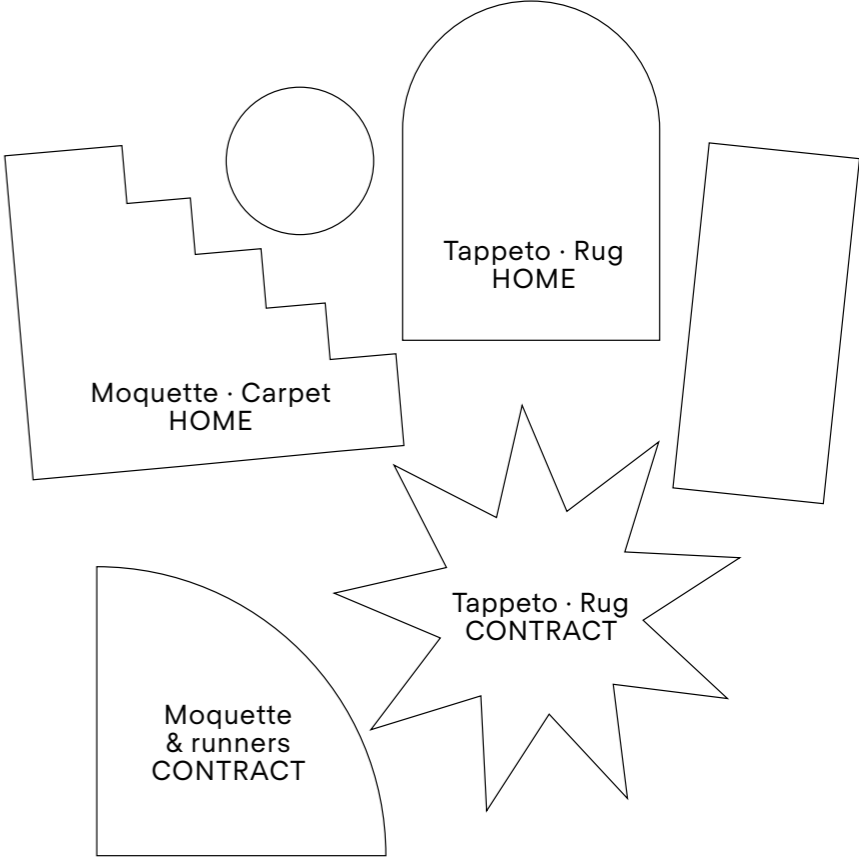 Tappeto · Rug
HOME
Moquette · Carpet
HOME
Tappeto · Rug
CONTRACT
Moquette
& runners
CONTRACT